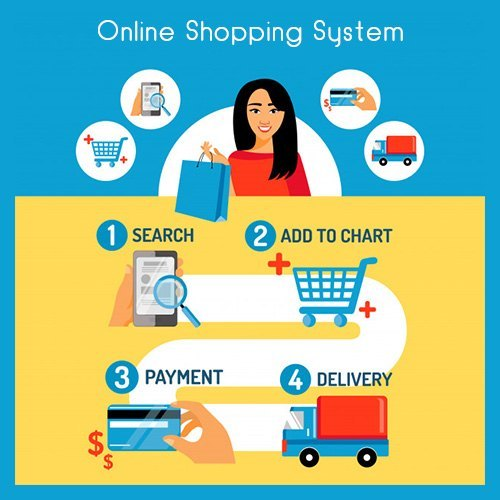 Online Shopping System
1 SEARCH
2 ADD TO CHART
3 PAYMENT
4 DELIVERY
$
$
$